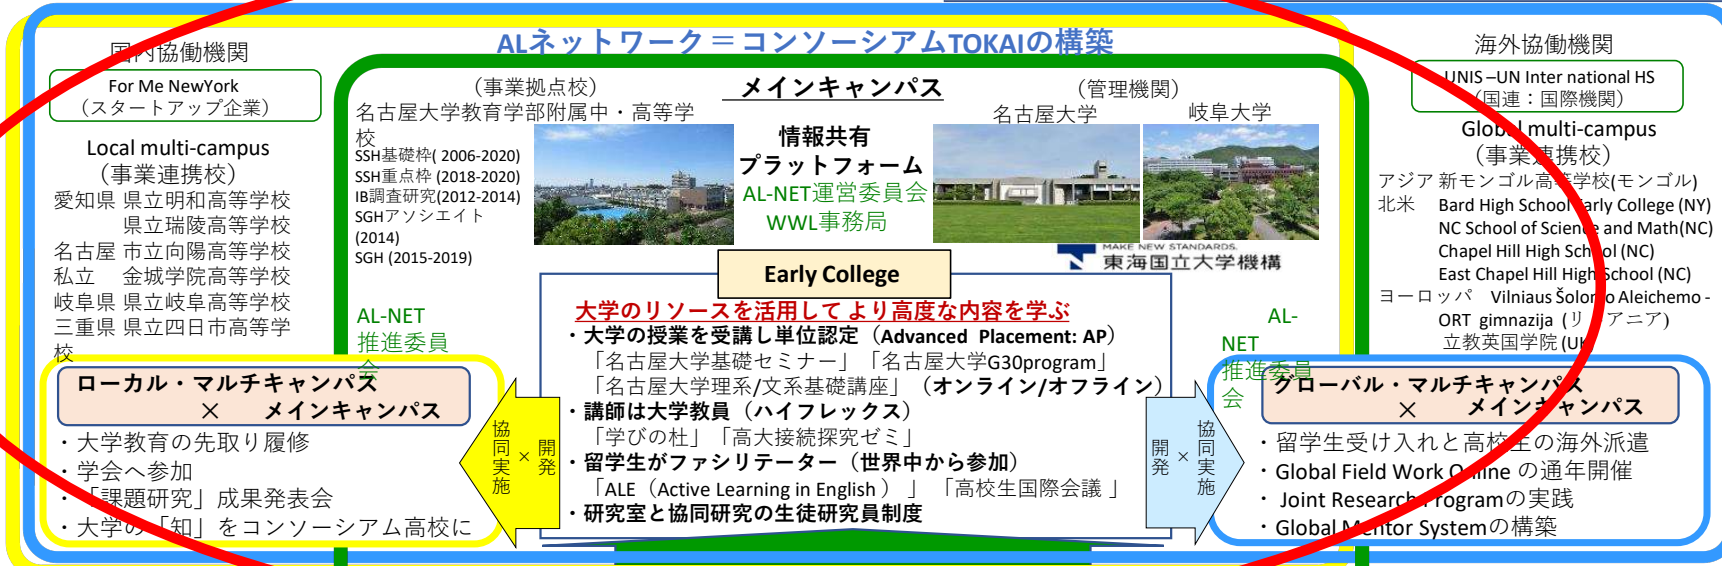 ALネットワーク＝コンソーシアムTOKAIの構築
国内協働機関
For Me NewYork
（スタートアップ企業）
Local multi-campus
（事業連携校）
愛知県 県立明和高等学校
県立瑞陵高等学校
名古屋 市立向陽高等学校
私立 金城学院高等学校
岐阜県 県立岐阜高等学校
三重県 県立四日市高等学
校
（事業拠点校）
名古屋大学教育学部附属中・高等学
校
SSH基礎枠( 2006-2020)
SSH重点枠 (2018-2020)
IB調査研究(2012-2014)
SGHアソシエイト
(2014)
SGH (2015-2019)
メインキャンパス
情報共有
プラットフォーム
AL-NET運営委員会
WWL事務局
（管理機関）
名古屋大学 岐阜大学
MAKE NEW STANDARDS.
東海国立大学機構
海外協働機関
UNIS –UN Inter national HS
（国連：国際機関）
Global multi-campus
（事業連携校）
アジア 新モンゴル高等学校(モンゴル)
北米 Bard High School Early College (NY)
NC School of Science and Math(NC)
Chapel Hill High School (NC)
East Chapel Hill High School (NC)
ヨーロッパ Vilniaus Šolomo Aleichemo -
ORT gimnazija (リトアニア)
立教英国学院 (UK
AL-NET
推進委員
会
Early College
大学のリソースを活用してより高度な内容を学ぶ
・大学の授業を受講し単位認定（Advanced Placement: AP）
「名古屋大学基礎セミナー」「名古屋大学G30program」
「名古屋大学理系/文系基礎講座」（オンライン/オフライン）
・講師は大学教員（ハイフレックス）
「学びの杜」「高大接続探究ゼミ」
・留学生がファシリテーター（世界中から参加）
「ALE（Active Learning in English ） 」 「高校生国際会議 」
・研究室と協同研究の生徒研究員制度
AL-
NET
推進委員
会
ローカル・マルチキャンパス
× メインキャンパス
・大学教育の先取り履修
・学会へ参加
・「課題研究」成果発表会
・大学の「知」をコンソーシアム高校に
協同実施 × 開発
開発 × 協同実施
グローバル・マルチキャンパス
× メインキャンパス
・留学生受け入れと高校生の海外派遣
・Global Field Work Online の通年開催
・ Joint Research Programの実践
・Global Mentor Systemの構築